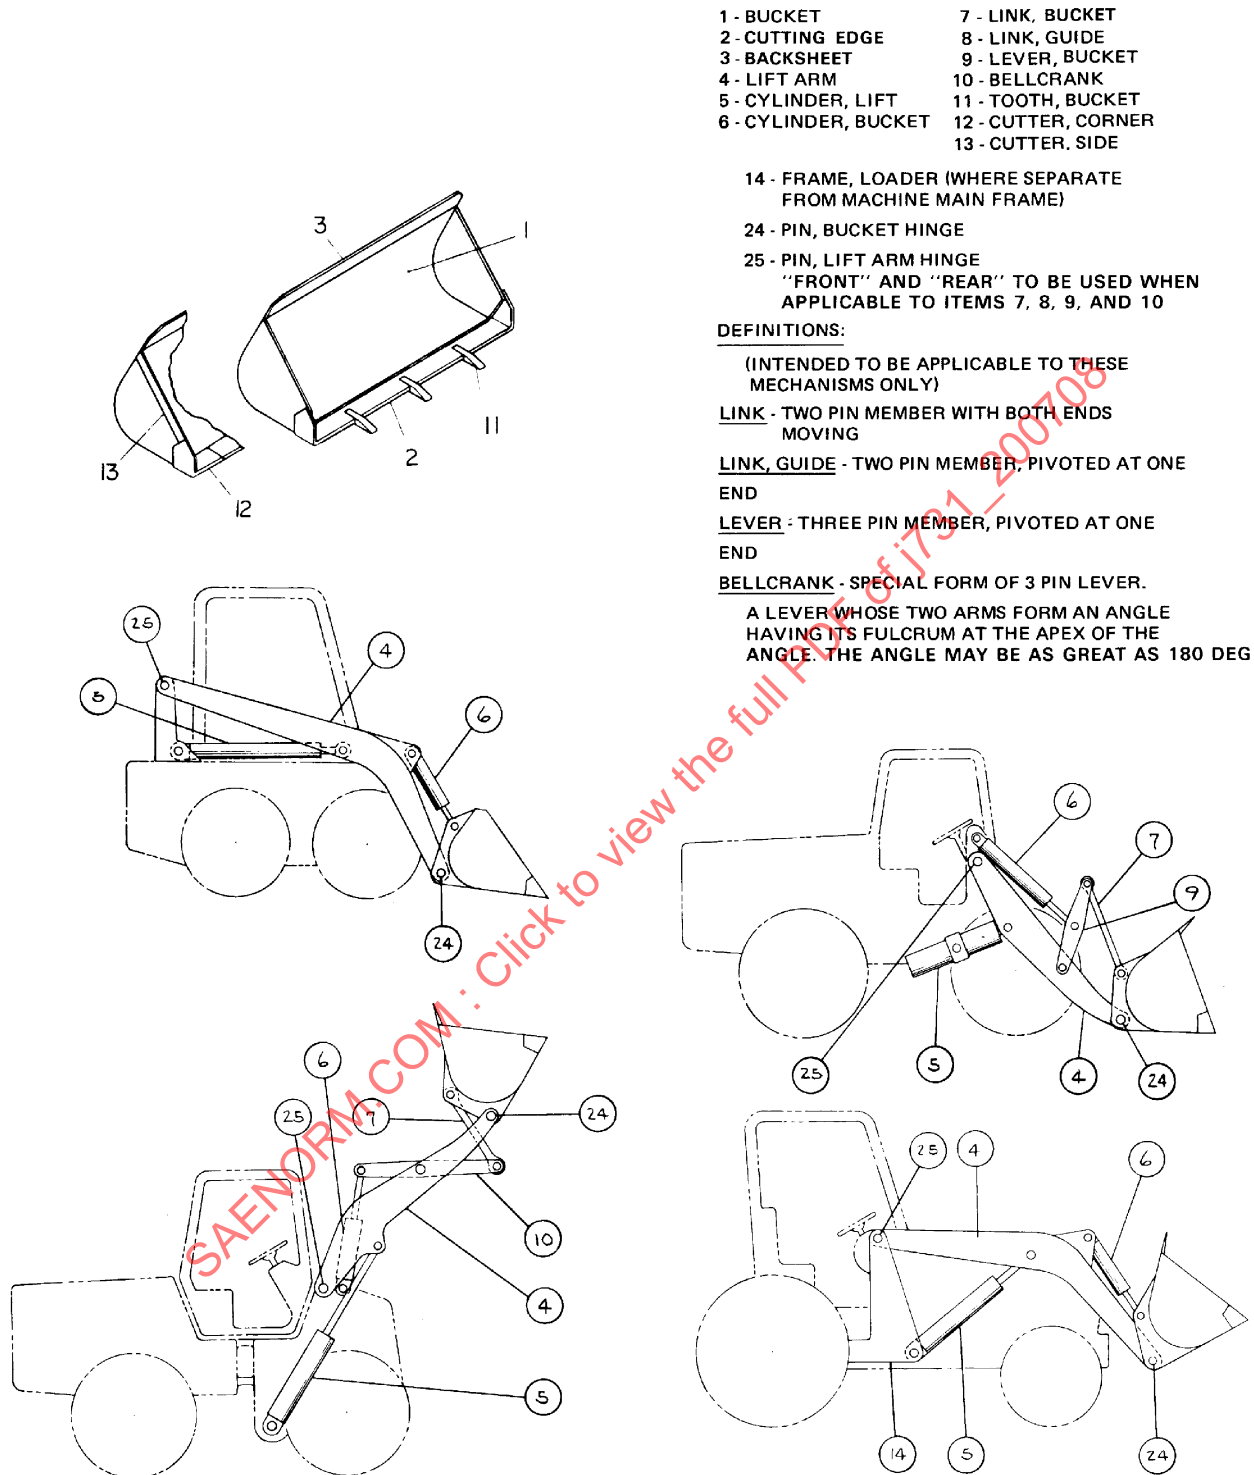 1 - BUCKET
2 - CUTTING EDGE
3 - BACKSHEET
4 - LIFT ARM
5 - CYLINDER, LIFT
6 - CYLINDER, BUCKET
7 - LINK, BUCKET
8 - LINK, GUIDE
9 - LEVER, BUCKET
10 - BELLCRANK
11 - TOOTH, BUCKET
12 - CUTTER, CORNER
13 - CUTTER, SIDE
14 - FRAME, LOADER (WHERE SEPARATE
FROM MACHINE MAIN FRAME)
24 - PIN, BUCKET HINGE
25 - PIN, LIFT ARM HINGE
"FRONT" AND "REAR" TO BE USED WHEN
APPLICABLE TO ITEMS 7, 8, 9, AND 10
DEFINITIONS:
(INTENDED TO BE APPLICABLE TO THESE
MECHANISMS ONLY)
LINK - TWO PIN MEMBER WITH BOTH ENDS
MOVING
LINK, GUIDE - TWO PIN MEMBER, PIVOTED AT ONE
END
LEVER - THREE PIN MEMBER, PIVOTED AT ONE
END
BELLCRANK - SPECIAL FORM OF 3 PIN LEVER.
A LEVER WHOSE TWO ARMS FORM AN ANGLE
HAVING ITS FULCRUM AT THE APEX OF THE
ANGLE. THE ANGLE MAY BE AS GREAT AS 180 DEG
3
1
11
2
13
12
25
4
5
6
24
6
7
9
5
25
4
24
6
25
7
24
10
4
5
25
4
6
14
5
24
SAENORM.COM : Click to view the full PDF of j731_200708